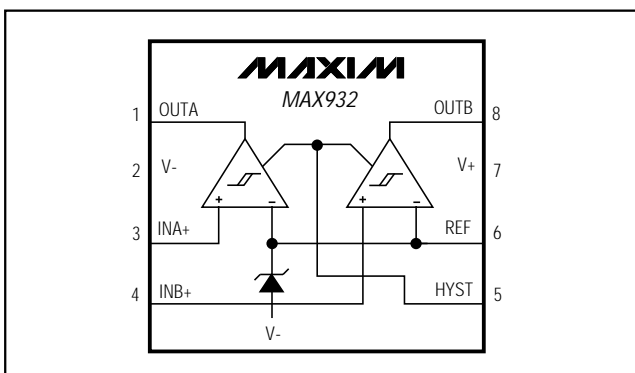 MAXIM
MAX932
1 OUTA
OUTB 8
2 V-
V+ 7
+ −
+ −
3 INA+
REF 6
4 INB+
HYST 5
V-